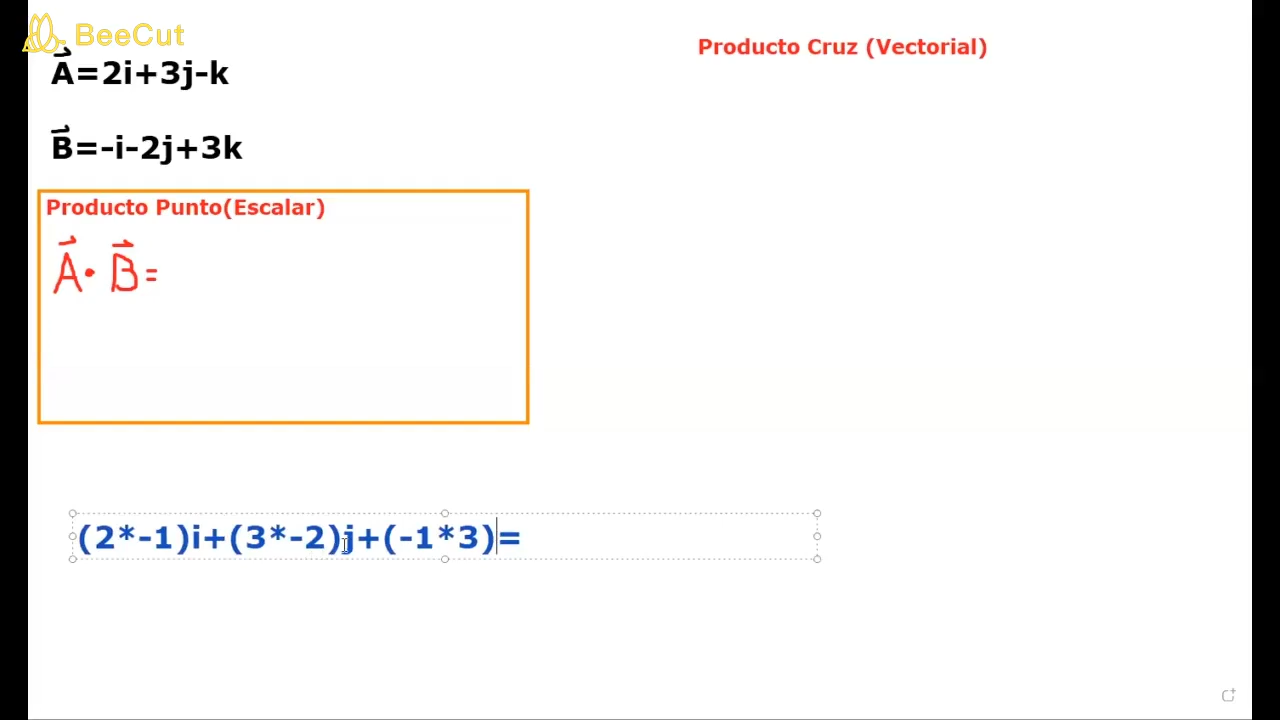 BeeCut
A=2i+3j-k
B=-i-2j+3k
Producto Punto(Escalar)
A · B =
(2*-1)i+(3*-2)j+(-1*3)=
Producto Cruz (Vectorial)